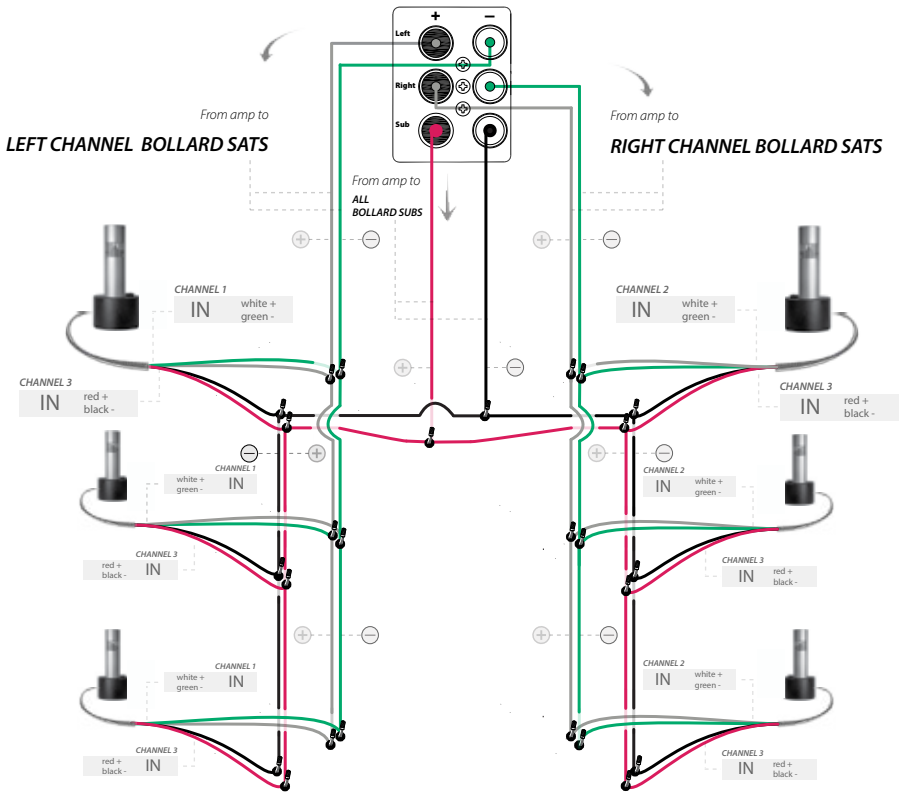 + −
Left
Right
Sub
From amp to
LEFT CHANNEL BOLLARD SATS
From amp to
RIGHT CHANNEL BOLLARD SATS
From amp to
ALL
BOLLARD SUBS
+ −
+ −
CHANNEL 1
IN
white +
green -
CHANNEL 2
IN
white +
green -
CHANNEL 3
IN
red +
black -
+ −
CHANNEL 3
IN
red +
black -
− +
+ −
CHANNEL 1
white +
green -
IN
CHANNEL 2
IN
white +
green -
CHANNEL 3
red +
black -
IN
CHANNEL 3
IN
red +
black -
+ −
+ −
CHANNEL 1
white +
green -
IN
CHANNEL 2
IN
white +
green -
CHANNEL 3
red +
black -
IN
CHANNEL 3
IN
red +
black -